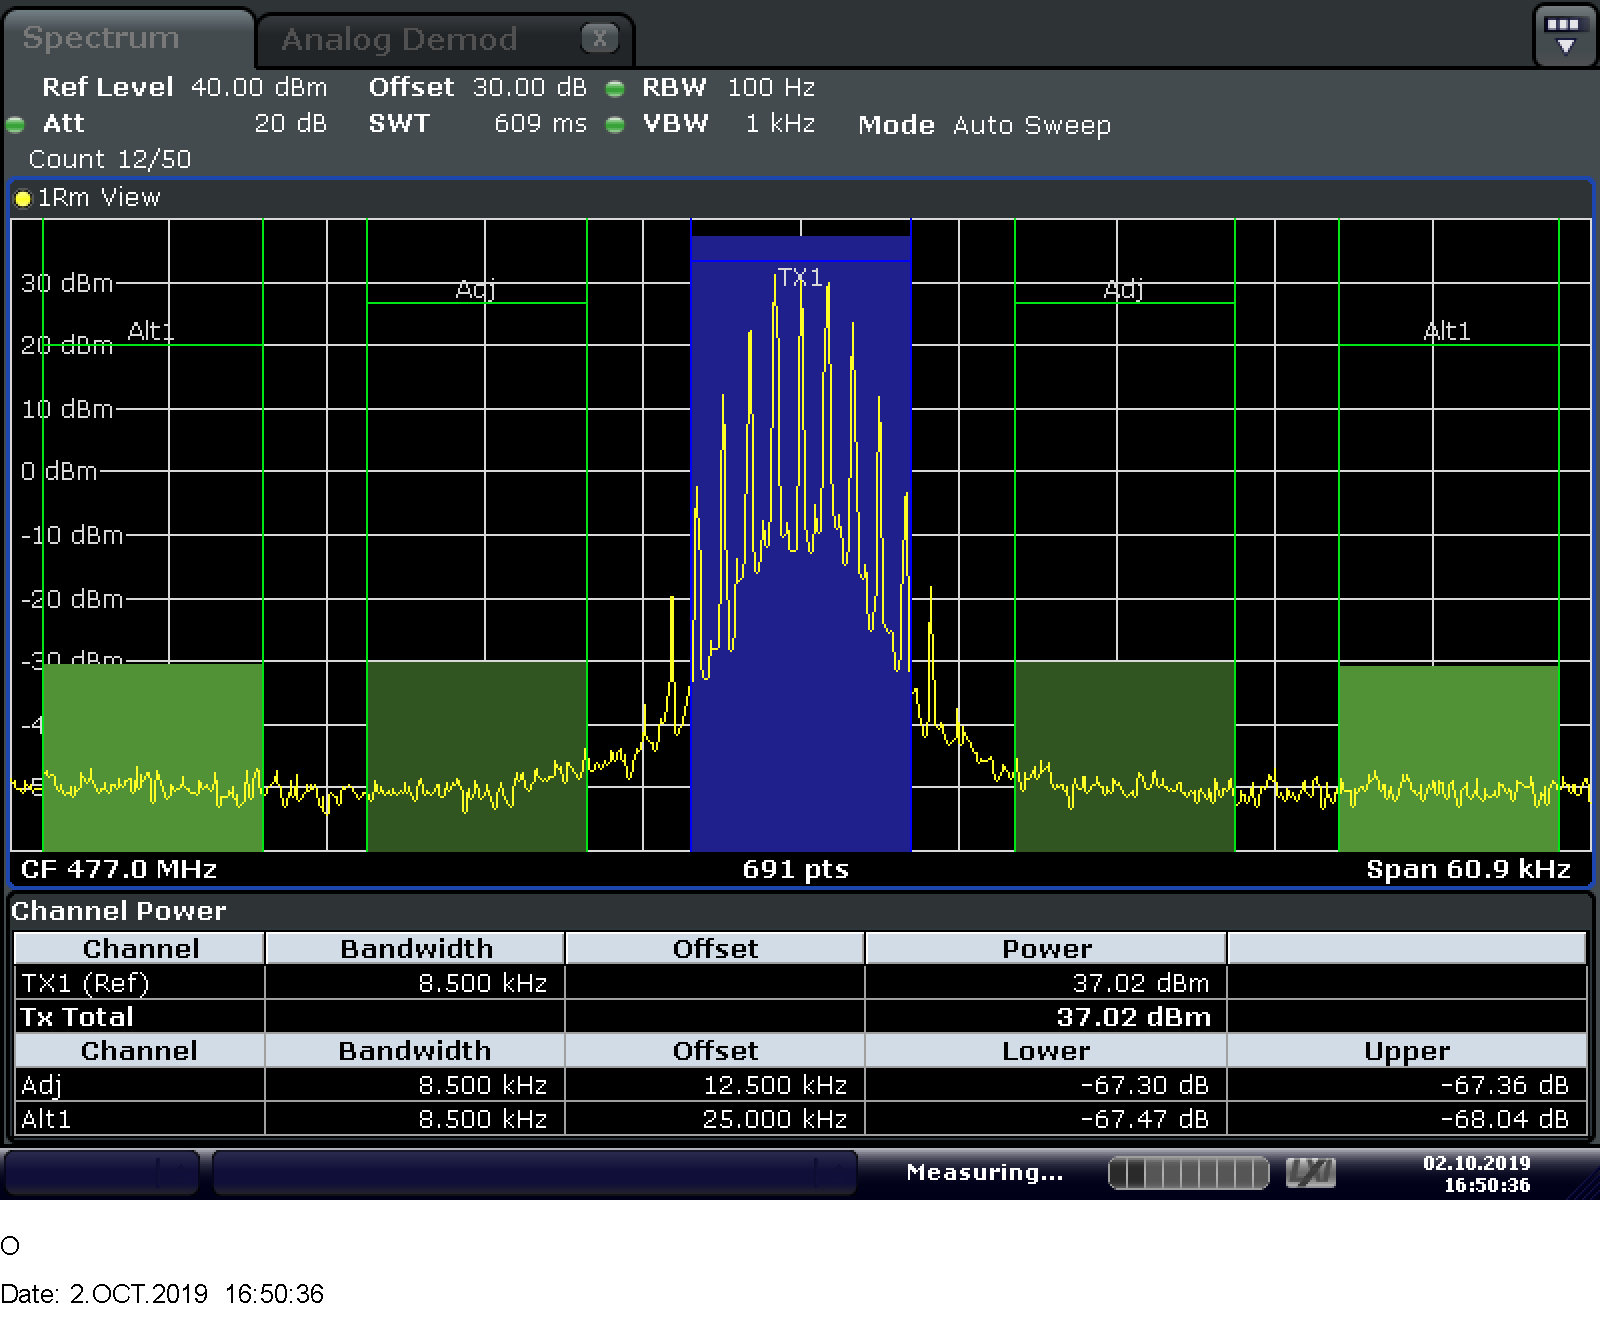 Spectrum Analog Demod X
Ref Level 40.00 dBm Offset 30.00 dB RBW 100 Hz
Att 20 dB SWT 609 ms VBW 1 kHz Mode Auto Sweep
Count 12/50
1Rm View
TX1
30 dBm
Adj Adj
Alt1 Alt1
20 dBm
10 dBm
0 dBm
-10 dBm
-20 dBm
-30 dBm
-4
CF 477.0 MHz 691 pts Span 60.9 kHz
Channel Power
Channel Bandwidth Offset Power
TX1 (Ref) 8.500 kHz 37.02 dBm
Tx Total 37.02 dBm
Channel Bandwidth Offset Lower Upper
Adj 8.500 kHz 12.500 kHz -67.30 dB -67.36 dB
Alt1 8.500 kHz 25.000 kHz -67.47 dB -68.04 dB
Measuring... LXI 02.10.2019
16:50:36
O
Date: 2.OCT.2019 16:50:36